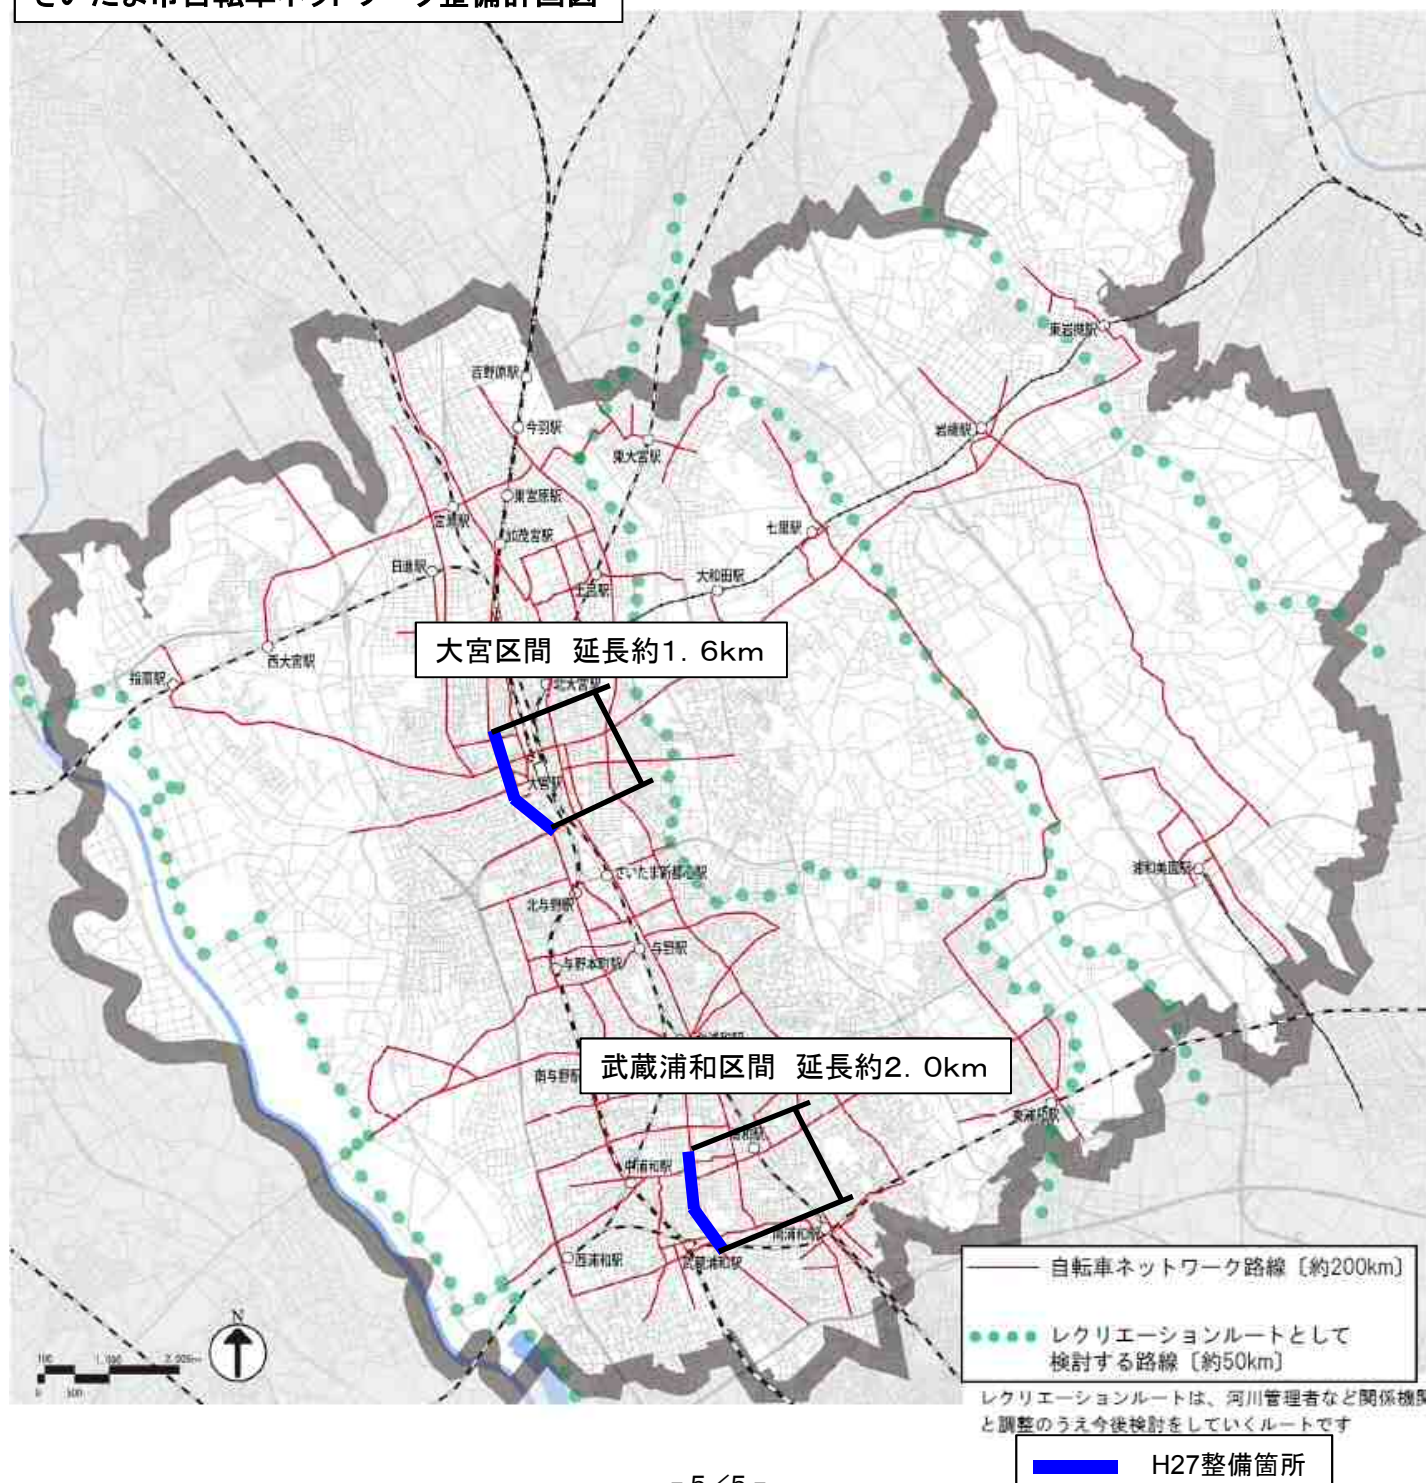 さいたま市自転車ネットワーク整備計画図
東岩槻駅
吉野原駅
今羽駅
岩槻駅
東大宮駅
東宮原駅
宮原駅
加茂宮駅
七里駅
日進駅
土呂駅
大和田駅
大宮区間 延長約1．6km
西大宮駅
指扇駅
北大宮駅
大宮駅
さいたま新都心駅
浦和美園駅
北与野駅
与野駅
与野本町駅
武蔵浦和区間 延長約2．0km
南与野駅
東浦和駅
中浦和駅
南浦和駅
西浦和駅
武蔵浦和駅
自転車ネットワーク路線〔約200km〕
レクリエーションルートとして
検討する路線〔約50km〕
N
レクリエーションルートは、河川管理者など関係機関
と調整のうえ今後検討をしていくルートです
H27整備箇所
- 5／5 -